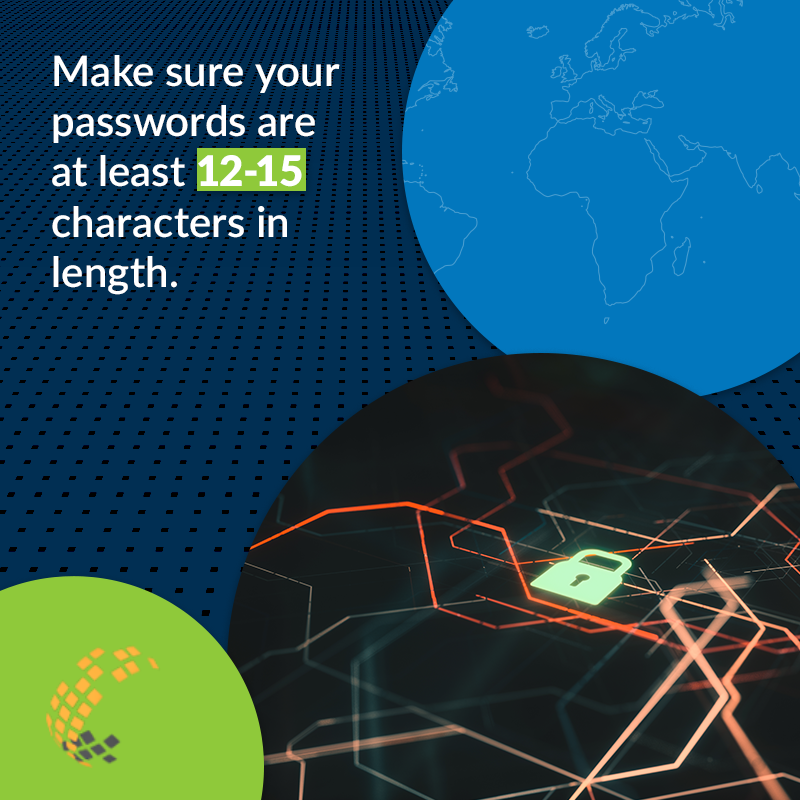 Make sure your
passwords are
at least 12-15
characters in
length.